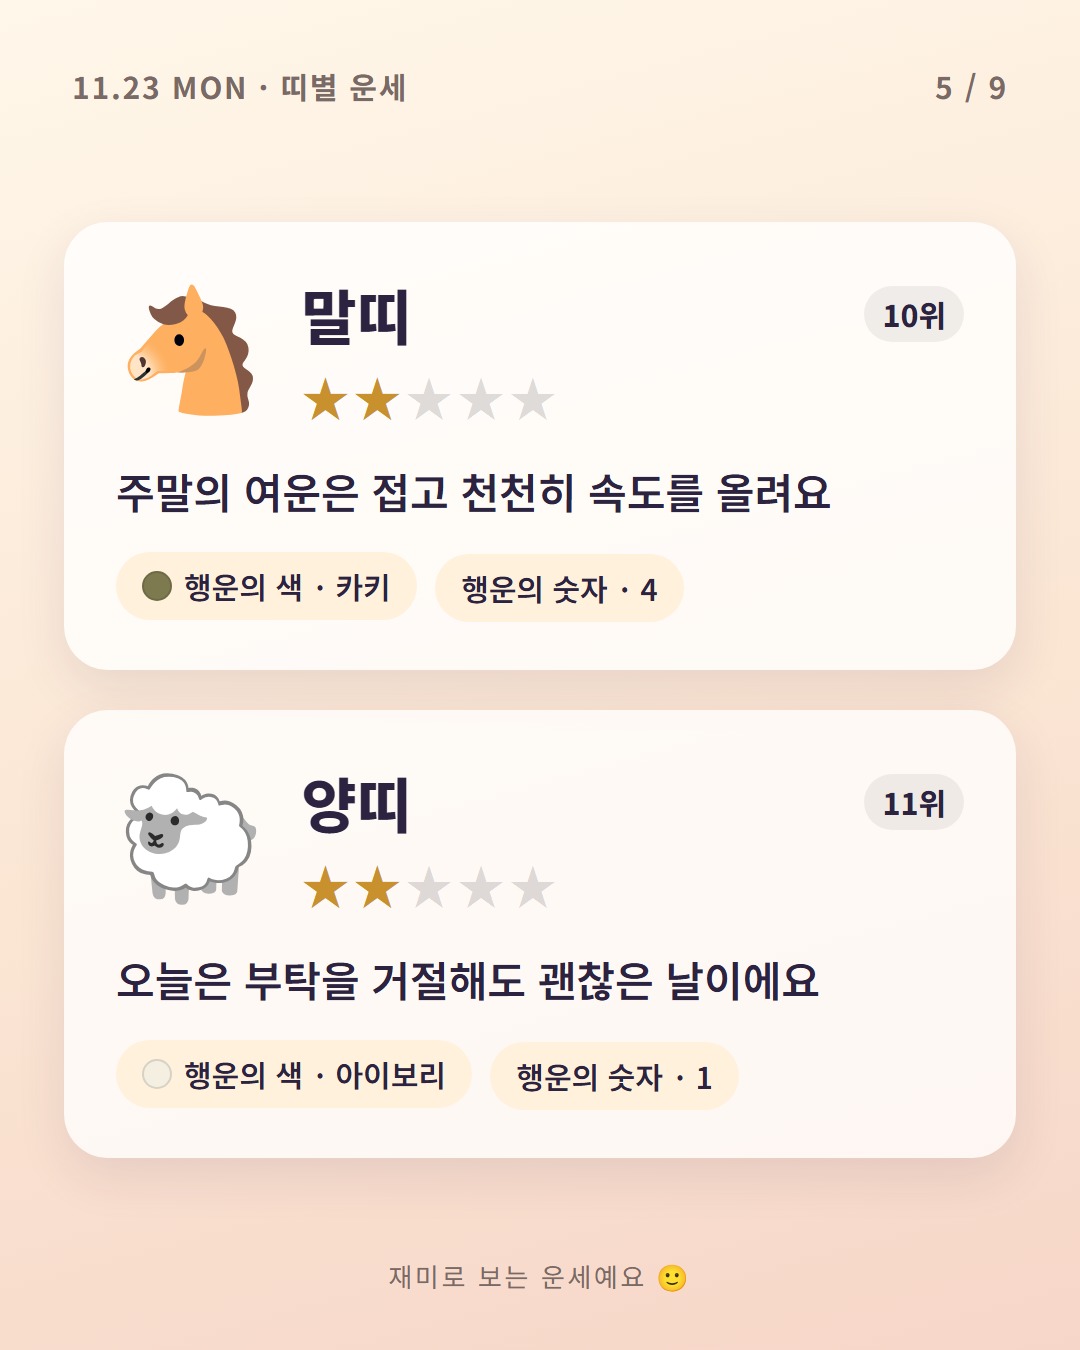 11.23 MON · 띠별 운세
5 / 9
말띠
10위
★★★★★
주말의 여운은 접고 천천히 속도를 올려요
행운의 색 · 카키
행운의 숫자 · 4
양띠
11위
★★★★★
오늘은 부탁을 거절해도 괜찮은 날이에요
행운의 색 · 아이보리
행운의 숫자 · 1
재미로 보는 운세예요 🙂